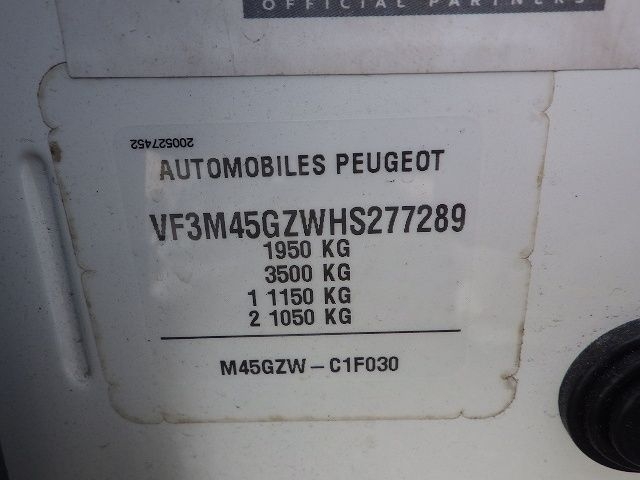 OFFICIAL PARTNERS
200527452
AUTOMOBILES PEUGEOT
VF3M45GZWHS277289
1950 KG
3500 KG
1 1150 KG
2 1050 KG
M45GZW – C1F030